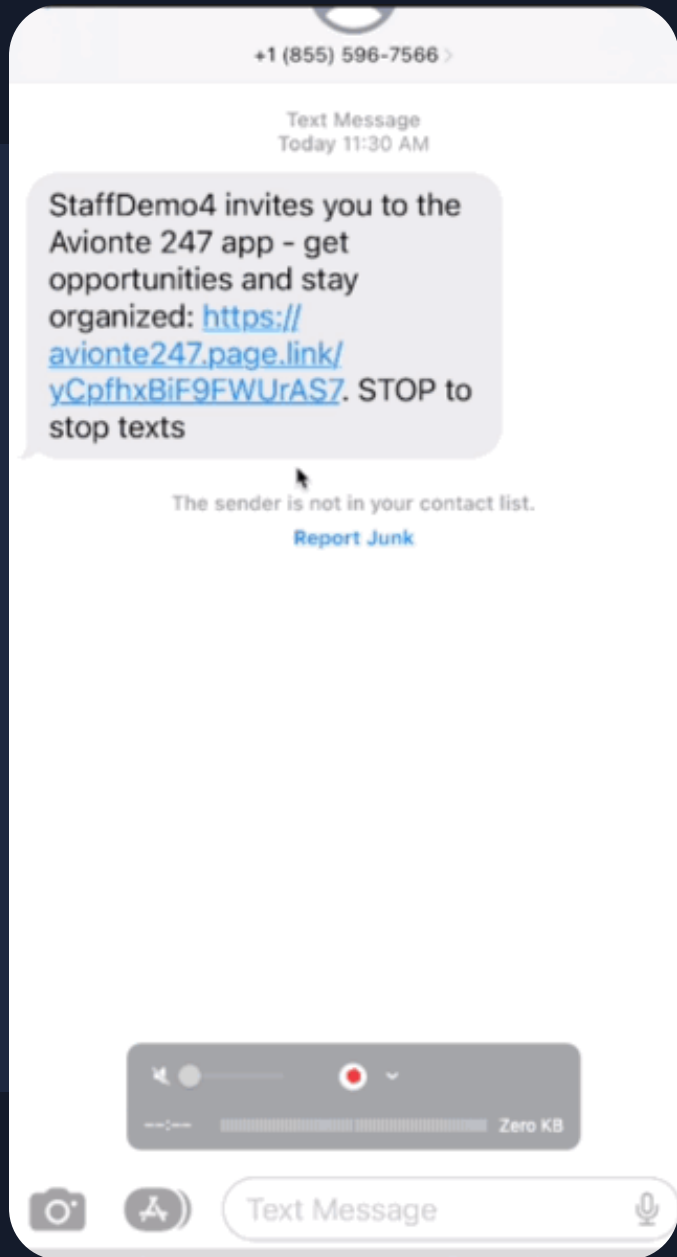 +1 (855) 596-7566 >
Text Message
Today 11:30 AM
StaffDemo4 invites you to the
Avionte 247 app - get
opportunities and stay
organized: https://
avionte247.page.link/
yCpfhxBiF9FWUrAS7. STOP to
stop texts
The sender is not in your contact list.
Report Junk
--:--
Zero KB
Text Message